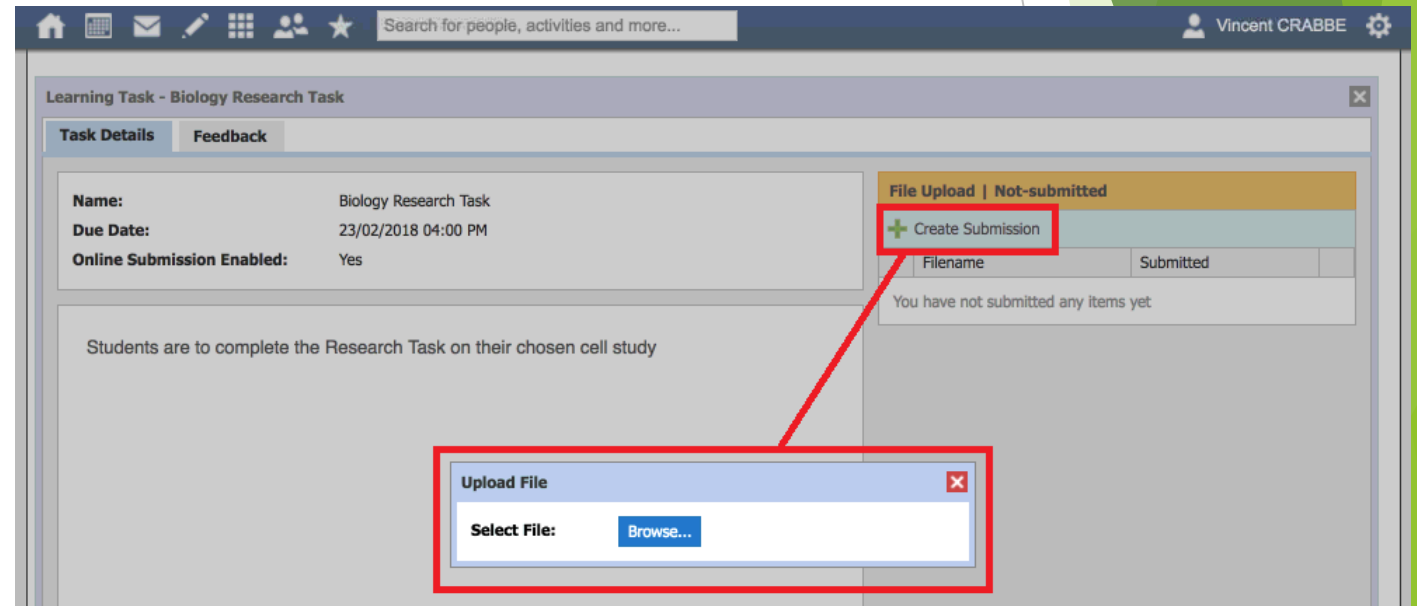 Search for people, activities and more...
Vincent CRABBE
Learning Task - Biology Research Task
Task Details
Feedback
Name: Biology Research Task
Due Date: 23/02/2018 04:00 PM
Online Submission Enabled: Yes
Students are to complete the Research Task on their chosen cell study
File Upload | Not-submitted
Create Submission
Filename Submitted
You have not submitted any items yet
Upload File
Select File: Browse...